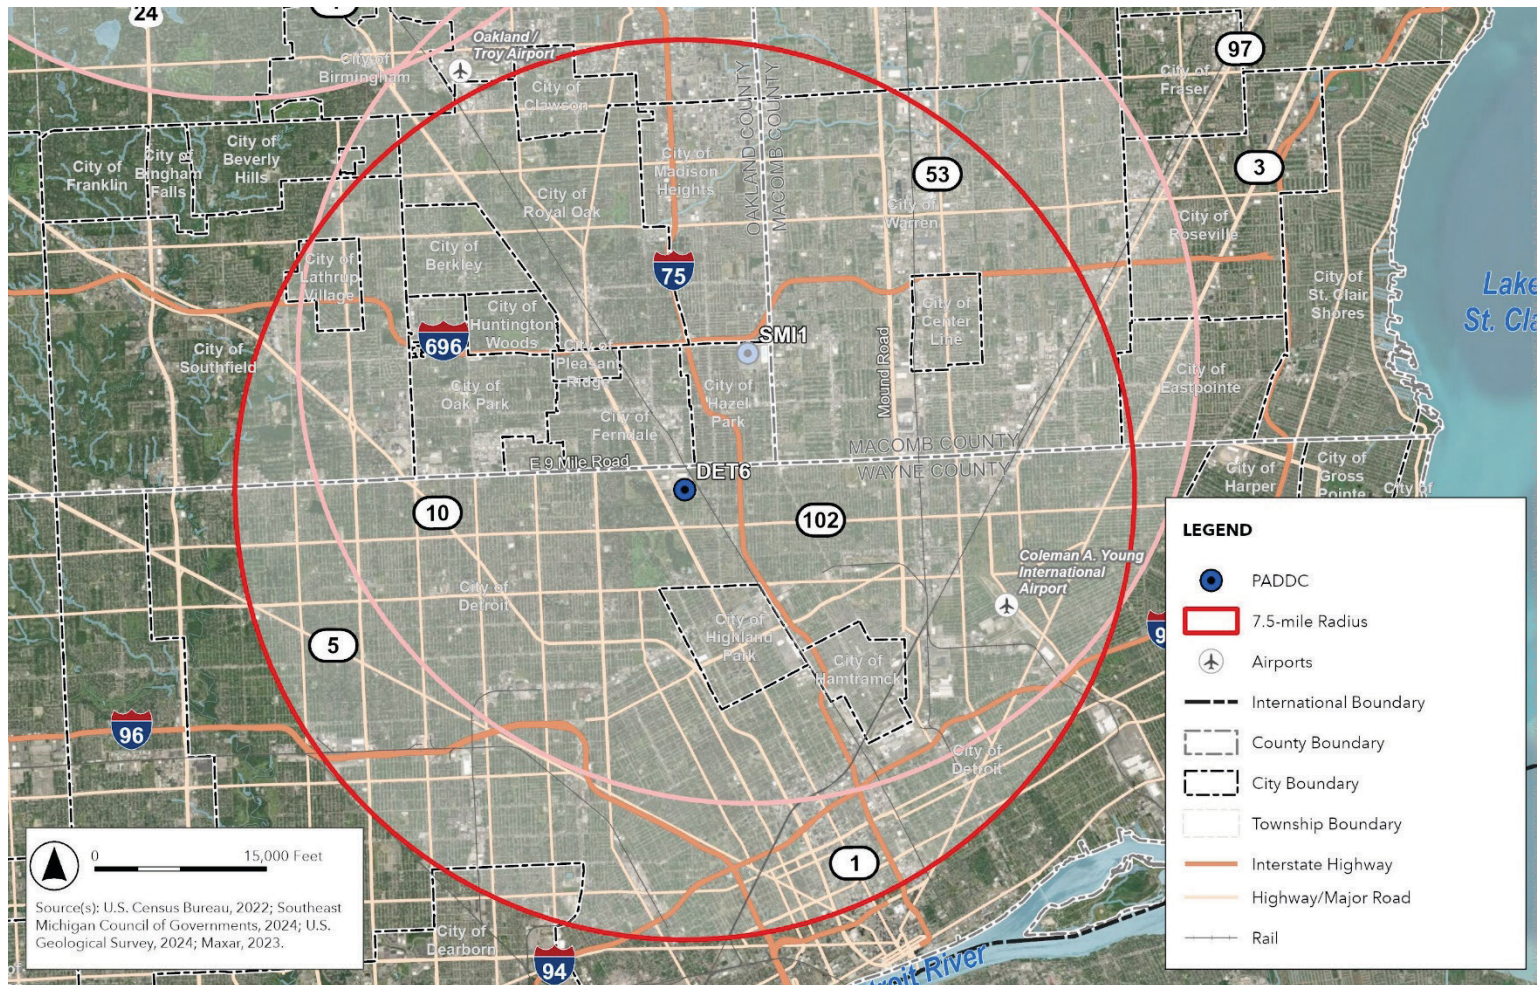 24
1
Oakland /
Troy Airport
97
City of
Birmingham
City of
Fraser
City of
Clawson
City of
Franklin
City of
Bingham
Falls
City of
Beverly
Hills
City of
Madison
Heights
OAKLAND COUNTY
MACOMB COUNTY
53
3
City of
Royal Oak
City of
Warren
City of
Roseville
City of
Berkley
City of
Lathrup
Village
75
City of
St. Clair
Shores
Lake
St. Cla
City of
Huntington
Woods
City of
Center
Line
696
SMI1
City of
Southfield
City of
Pleasant
Ridge
Mound Road
City of
Eastpointe
City of
Oak Park
City of
Hazel
Park
City of
Ferndale
MACOMB COUNTY
WAYNE COUNTY
E 9 Mile Road
DET6
City of
Harper
City of
Gross
Pointe
City of
10
102
Coleman A. Young
International
Airport
City of
Detroit
5
City of
Highland
Park
City of
Hamtramck
9
96
City of
Detroit
1
City of
Dearborn
94
troit River
LEGEND
PADDC
7.5-mile Radius
Airports
International Boundary
County Boundary
City Boundary
Township Boundary
Interstate Highway
Highway/Major Road
Rail
0 15,000 Feet
Source(s): U.S. Census Bureau, 2022; Southeast
Michigan Council of Governments, 2024; U.S.
Geological Survey, 2024; Maxar, 2023.